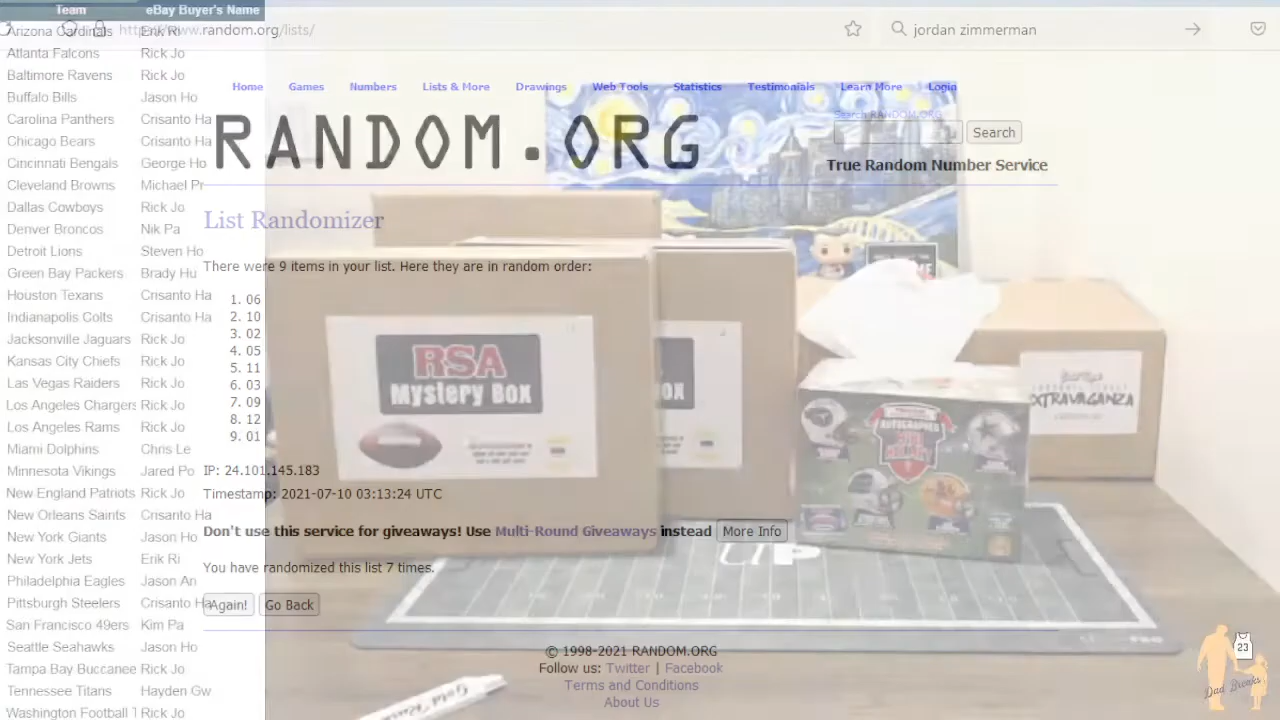 Team eBay Buyer's Name
Arizona Cardinals Erik Ri
Atlanta Falcons Rick Jo
Baltimore Ravens Rick Jo
Buffalo Bills Jason Ho
Carolina Panthers Crisanto Ha
Chicago Bears Crisanto Ha
Cincinnati Bengals George Ho
Cleveland Browns Michael Pr
Dallas Cowboys Rick Jo
Denver Broncos Nik Pa
Detroit Lions Steven Ho
Green Bay Packers Brady Hu
Houston Texans Crisanto Ha
Indianapolis Colts Crisanto Ha
Jacksonville Jaguars Rick Jo
Kansas City Chiefs Rick Jo
Las Vegas Raiders Rick Jo
Los Angeles Chargers Rick Jo
Los Angeles Rams Rick Jo
Miami Dolphins Chris Le
Minnesota Vikings Jared Po
New England Patriots Rick Jo
New Orleans Saints Crisanto Ha
New York Giants Jason Ho
New York Jets Erik Ri
Philadelphia Eagles Jason An
Pittsburgh Steelers Crisanto Ha
San Francisco 49ers Kim Pa
Seattle Seahawks Jason Ho
Tampa Bay Buccanee Rick Jo
Tennessee Titans Hayden Gw
Washington Football T Rick Jo
www.random.org/lists/
jordan zimmerman
Home Games Numbers Lists & More Drawings Web Tools Statistics Testimonials Learn More Login
RANDOM.ORG
Search RANDOM.ORG
Search
True Random Number Service
List Randomizer
There were 9 items in your list. Here they are in random order:
1. 06
2. 10
3. 02
4. 05
5. 11
6. 03
7. 09
8. 12
9. 01
IP: 24.101.145.183
Timestamp: 2021-07-10 03:13:24 UTC
Don't use this service for giveaways! Use Multi-Round Giveaways instead More Info
You have randomized this list 7 times.
Again! Go Back
© 1998-2021 RANDOM.ORG
Follow us: Twitter | Facebook
Terms and Conditions
About Us
RSA
Mystery Box
BOX
EXTRAVAGANZA
AUTOGRAPHED
23
Dad Breaks